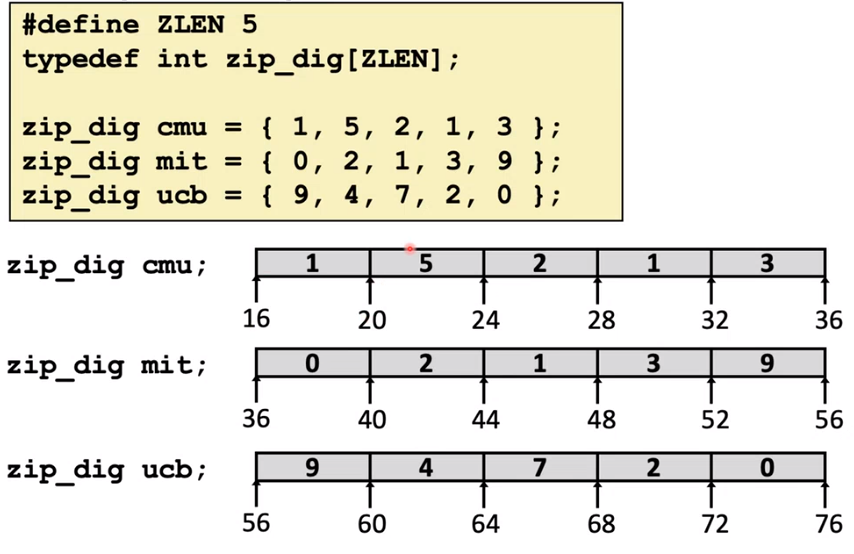 #define ZLEN 5
typedef int zip_dig[ZLEN];
zip_dig cmu = { 1, 5, 2, 1, 3 };
zip_dig mit = { 0, 2, 1, 3, 9 };
zip_dig ucb = { 9, 4, 7, 2, 0 };
zip_dig cmu; 1 5 2 1 3
16 20 24 28 32 36
zip_dig mit; 0 2 1 3 9
36 40 44 48 52 56
zip_dig ucb; 9 4 7 2 0
56 60 64 68 72 76